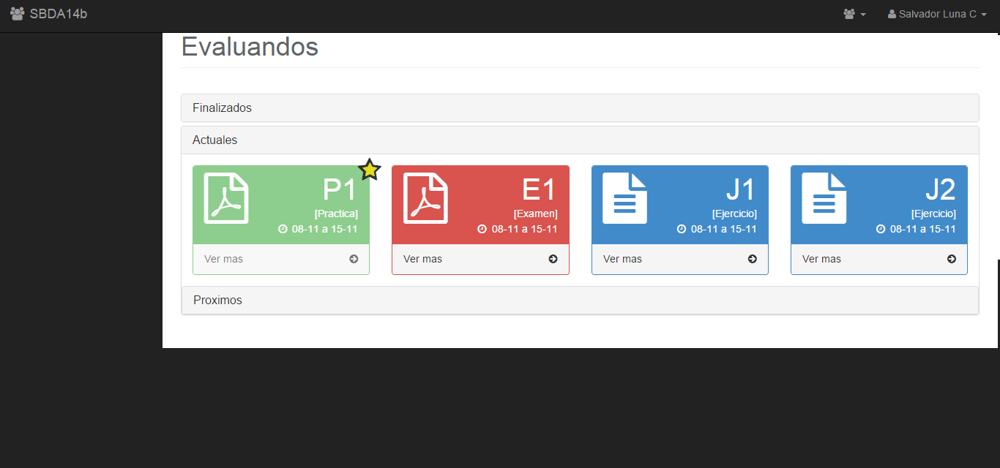 SBDA14b
Salvador Luna C
Evaluandos
Finalizados
Actuales
P1
[Practica]
08-11 a 15-11
Ver mas
E1
[Examen]
08-11 a 15-11
Ver mas
J1
[Ejercicio]
08-11 a 15-11
Ver mas
J2
[Ejercicio]
08-11 a 15-11
Ver mas
Proximos